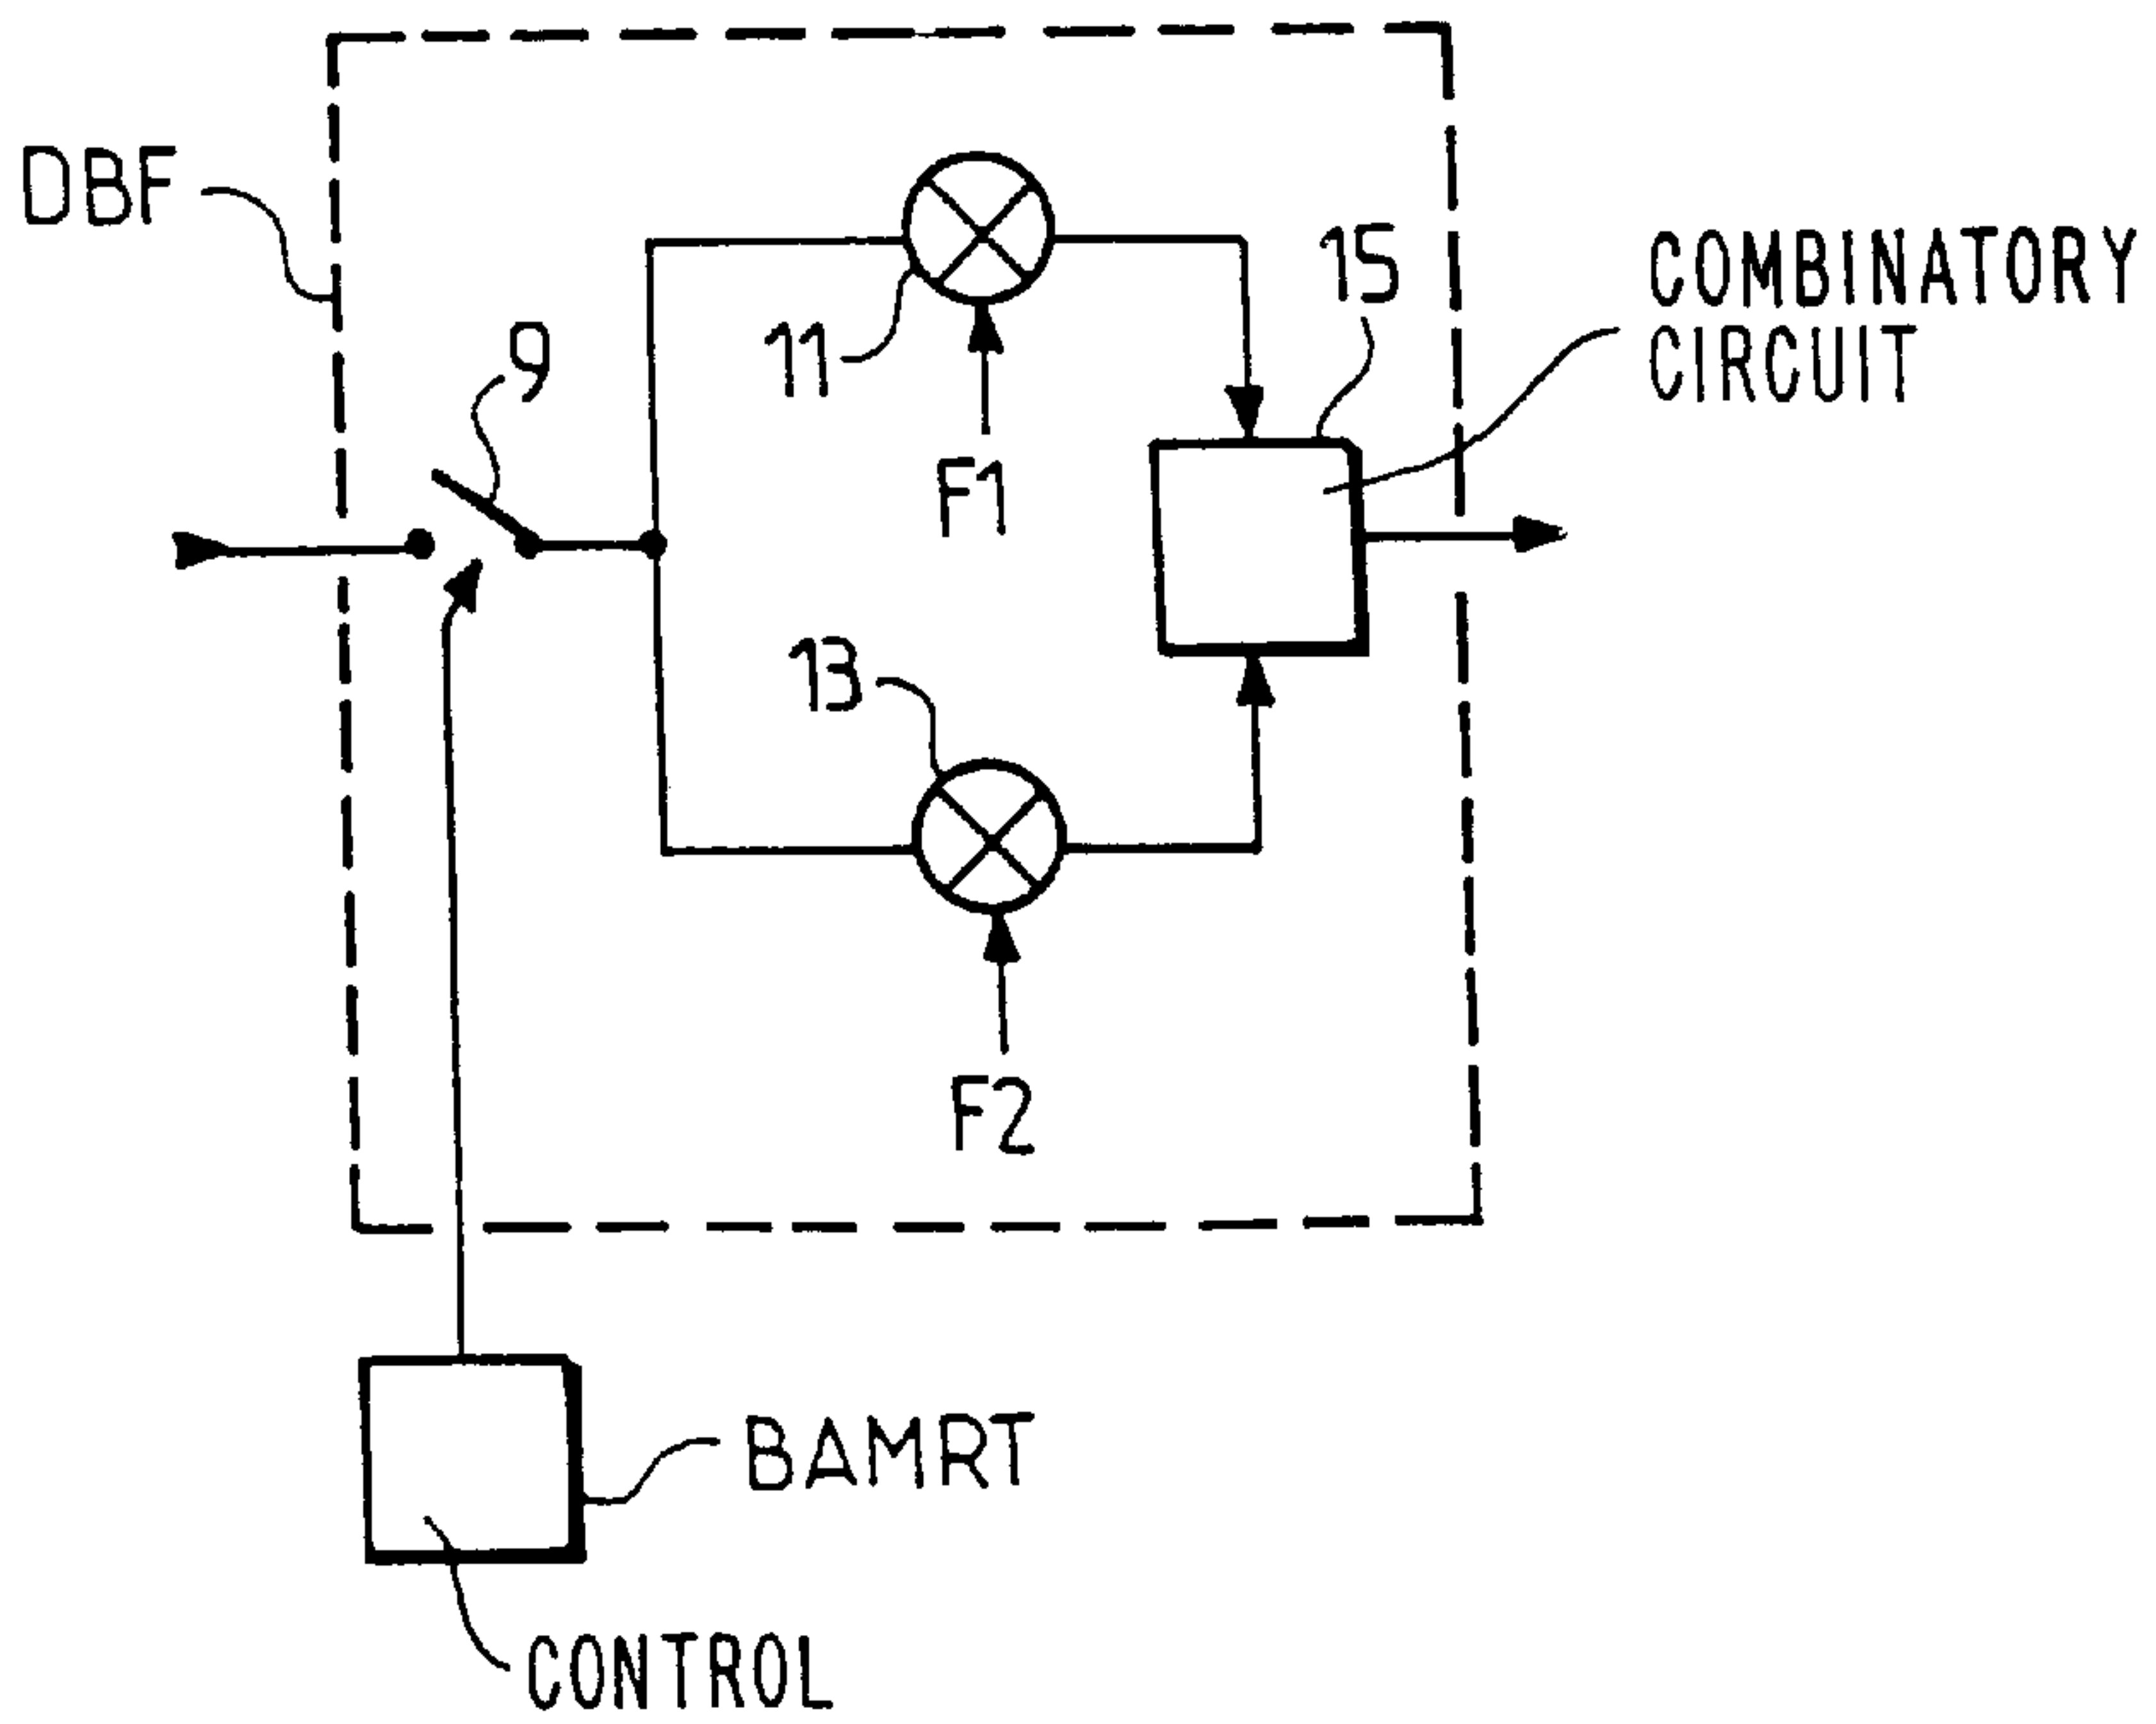 DBF
15
COMBINATORY
CIRCUIT
9
11
F1
13
F2
BAMRT
CONTROL